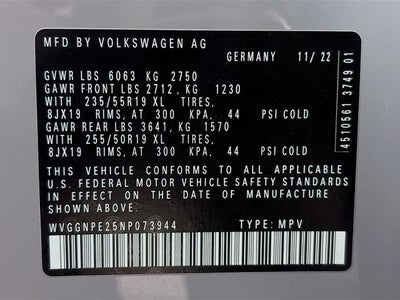 MFD BY VOLKSWAGEN AG
GERMANY 11/22
GVWR LBS 6063 KG 2750
GAWR FRONT LBS 2712, KG 1230
WITH 235/55R19 XL TIRES,
8JX19 RIMS, AT 300 KPA, 44 PSI COLD
GAWR REAR LBS 3641, KG 1570
WITH 255/50R19 XL TIRES,
8JX19 RIMS, AT 300 KPA, 44 PSI COLD
THIS VEHICLE CONFORMS TO ALL APPLICABLE
U.S. FEDERAL MOTOR VEHICLE SAFETY STANDARDS
IN EFFECT ON THE DATE OF MANUFACTURE
SHOWN ABOVE.
WVGGNPE25NP073944 TYPE: MPV
4510561 3749 01